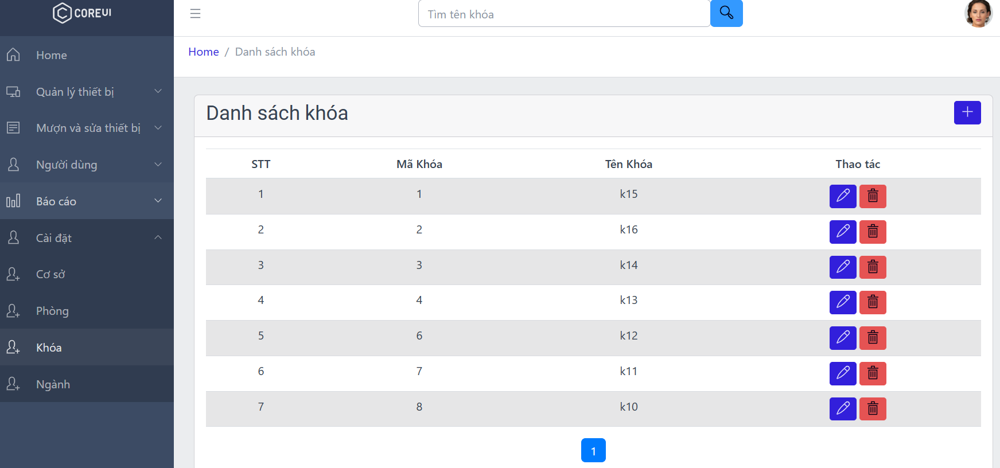 COREUI
Tìm tên khóa
Home / Danh sách khóa
Home
Quản lý thiết bị
Mượn và sửa thiết bị
Người dùng
Báo cáo
Cài đặt
Cơ sở
Phòng
Khóa
Ngành
Danh sách khóa
STT Mã Khóa Tên Khóa Thao tác
1 1 k15
2 2 k16
3 3 k14
4 4 k13
5 6 k12
6 7 k11
7 8 k10
1